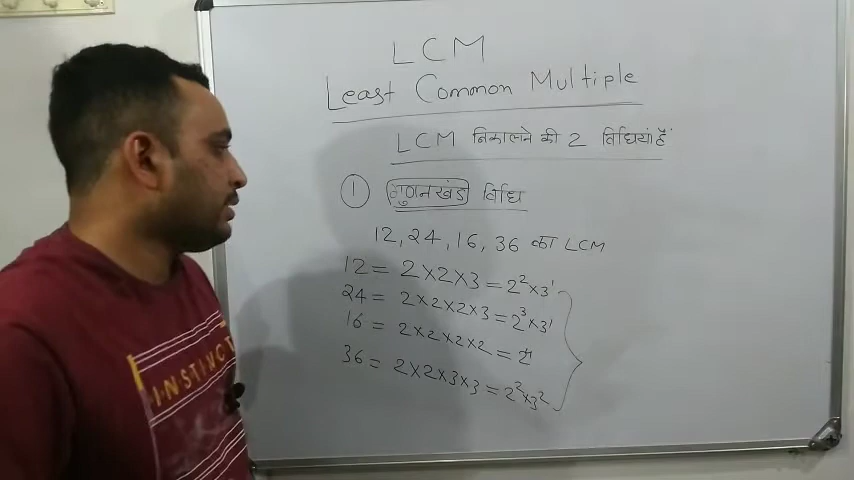 LCM
Least Common Multiple
LCM निकालने की 2 विधियां हैं
1 गुणनखंड विधि
12, 24, 16, 36 का LCM
12 = 2×2×3 = 2²×3¹
24 = 2×2×2×3 = 2³×3¹
16 = 2×2×2×2 = 2⁴
36 = 2×2×3×3 = 2²×3²
INSTINCT